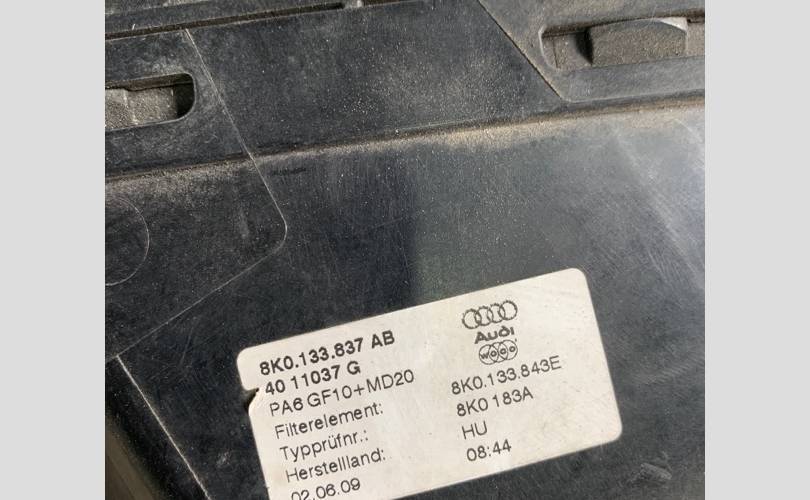 8K0.133.837 AB
Audi
40 11037 G
PA6 GF10+MD20
Filterelement: 8K0.133.843E
Typprüfnr.: 8K0 183A
Herstellland: HU
02.06.09 08:44